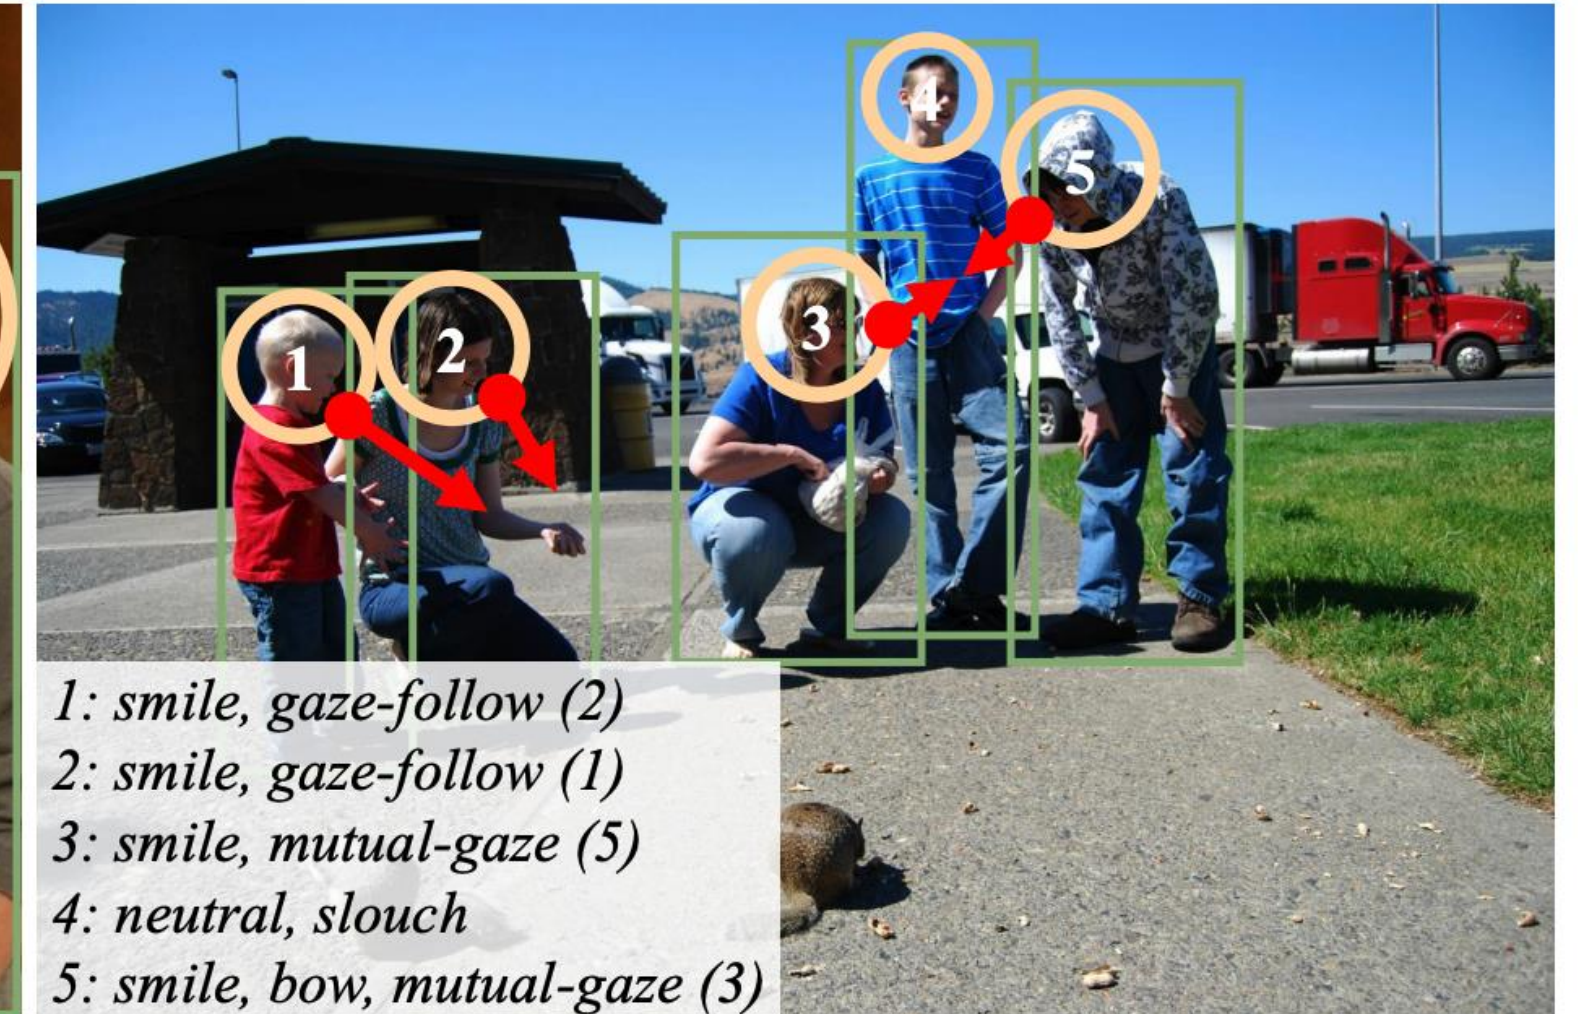 1
2
3
4
5
1: smile, gaze-follow (2)
2: smile, gaze-follow (1)
3: smile, mutual-gaze (5)
4: neutral, slouch
5: smile, bow, mutual-gaze (3)